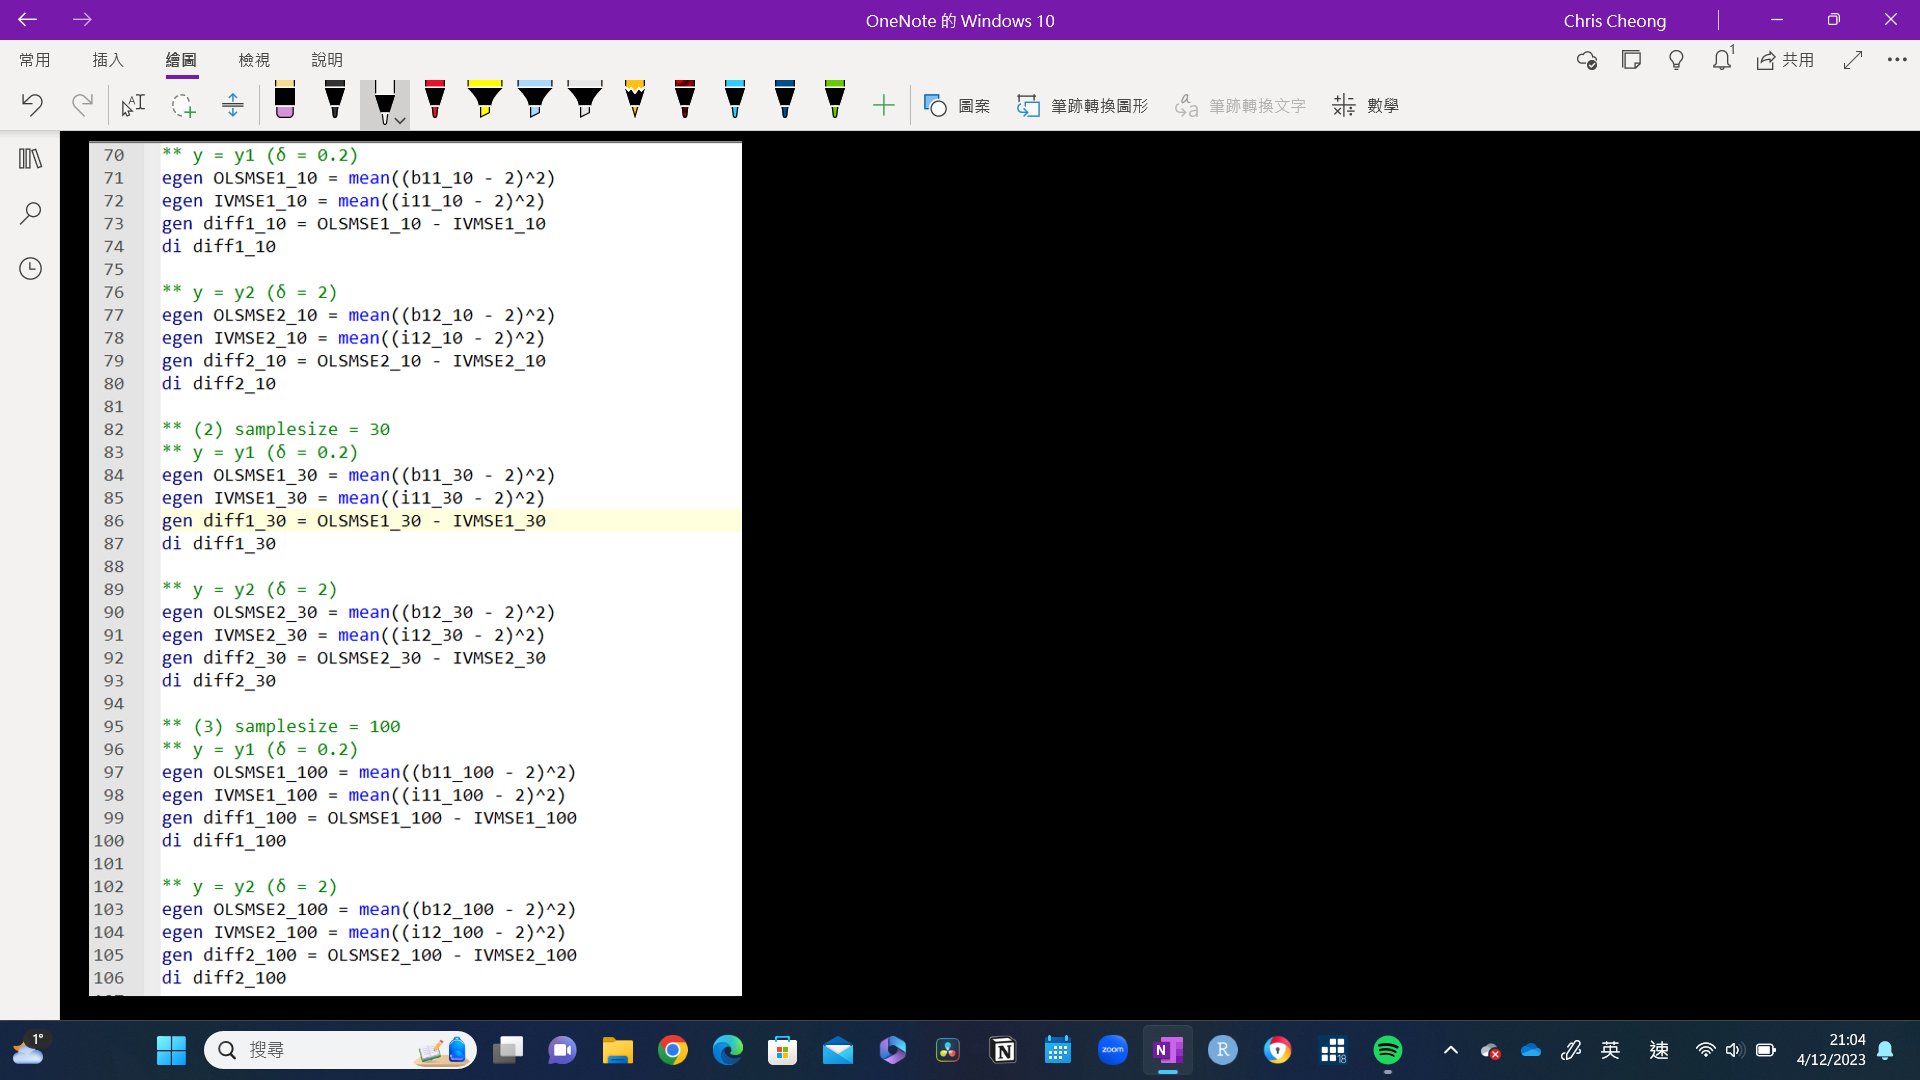 OneNote 的 Windows 10
Chris Cheong
常用
插入
繪圖
檢視
說明
1
共用
圖案
筆跡轉換圖形
筆跡轉換文字
數學
70 ** y = y1 (δ = 0.2)
71 egen OLSMSE1_10 = mean((b11_10 - 2)^2)
72 egen IVMSE1_10 = mean((i11_10 - 2)^2)
73 gen diff1_10 = OLSMSE1_10 - IVMSE1_10
74 di diff1_10
75
76 ** y = y2 (δ = 2)
77 egen OLSMSE2_10 = mean((b12_10 - 2)^2)
78 egen IVMSE2_10 = mean((i12_10 - 2)^2)
79 gen diff2_10 = OLSMSE2_10 - IVMSE2_10
80 di diff2_10
81
82 ** (2) samplesize = 30
83 ** y = y1 (δ = 0.2)
84 egen OLSMSE1_30 = mean((b11_30 - 2)^2)
85 egen IVMSE1_30 = mean((i11_30 - 2)^2)
86 gen diff1_30 = OLSMSE1_30 - IVMSE1_30
87 di diff1_30
88
89 ** y = y2 (δ = 2)
90 egen OLSMSE2_30 = mean((b12_30 - 2)^2)
91 egen IVMSE2_30 = mean((i12_30 - 2)^2)
92 gen diff2_30 = OLSMSE2_30 - IVMSE2_30
93 di diff2_30
94
95 ** (3) samplesize = 100
96 ** y = y1 (δ = 0.2)
97 egen OLSMSE1_100 = mean((b11_100 - 2)^2)
98 egen IVMSE1_100 = mean((i11_100 - 2)^2)
99 gen diff1_100 = OLSMSE1_100 - IVMSE1_100
100 di diff1_100
101
102 ** y = y2 (δ = 2)
103 egen OLSMSE2_100 = mean((b12_100 - 2)^2)
104 egen IVMSE2_100 = mean((i12_100 - 2)^2)
105 gen diff2_100 = OLSMSE2_100 - IVMSE2_100
106 di diff2_100
1°
搜尋
zoom
N
R
18
英
速
21:04
4/12/2023